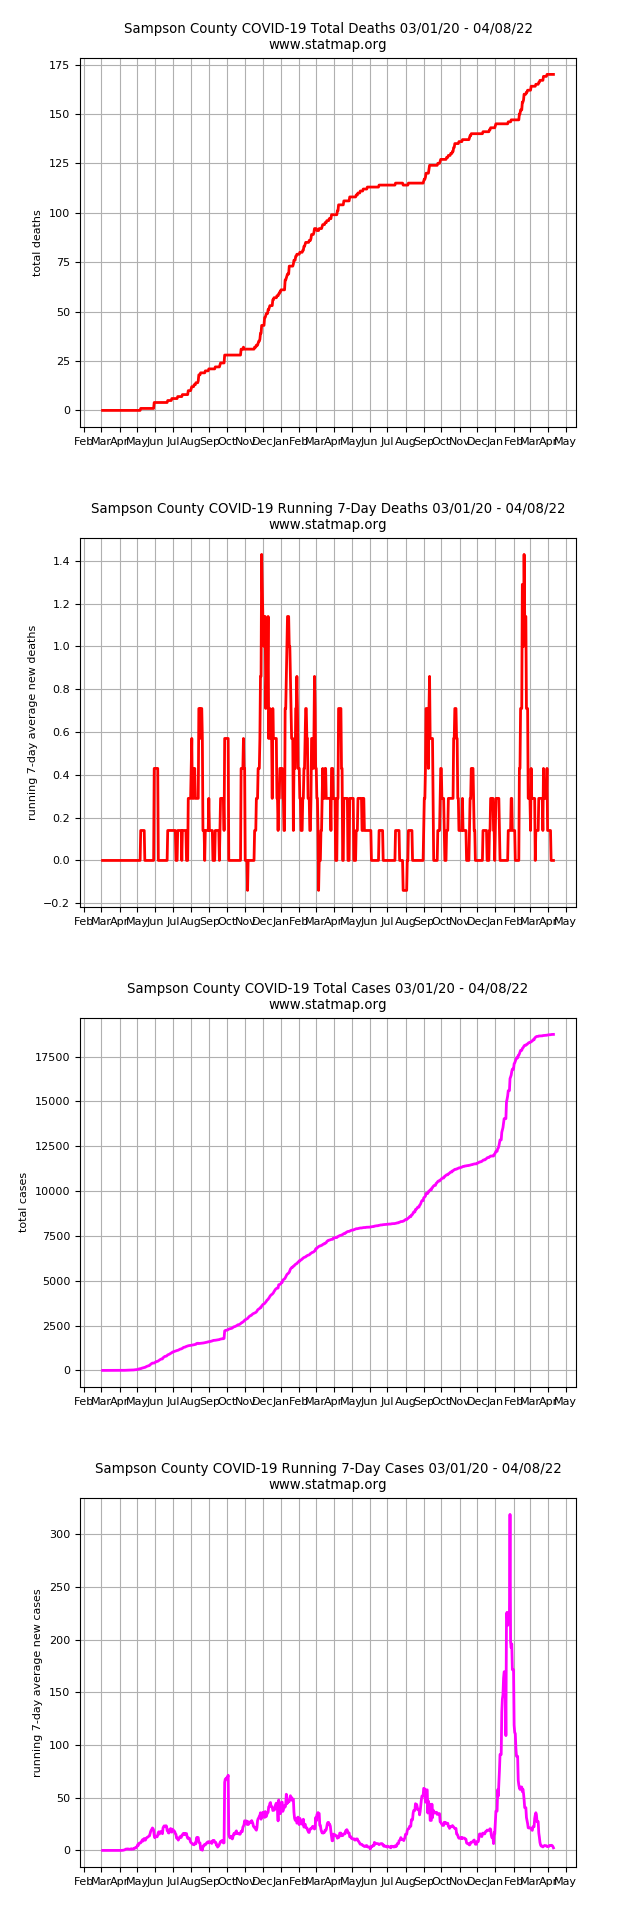 Sampson County COVID-19 Total Deaths 03/01/20 - 04/08/22
www.statmap.org
175
150
125
100
75
50
25
0
total deaths
Feb Mar Apr May Jun Jul Aug Sep Oct Nov Dec Jan Feb Mar Apr May Jun Jul Aug Sep Oct Nov Dec Jan Feb Mar Apr May
Sampson County COVID-19 Running 7-Day Deaths 03/01/20 - 04/08/22
www.statmap.org
1.4
1.2
1.0
0.8
0.6
0.4
0.2
0.0
−0.2
running 7-day average new deaths
Feb Mar Apr May Jun Jul Aug Sep Oct Nov Dec Jan Feb Mar Apr May Jun Jul Aug Sep Oct Nov Dec Jan Feb Mar Apr May
Sampson County COVID-19 Total Cases 03/01/20 - 04/08/22
www.statmap.org
17500
15000
12500
10000
7500
5000
2500
0
total cases
Feb Mar Apr May Jun Jul Aug Sep Oct Nov Dec Jan Feb Mar Apr May Jun Jul Aug Sep Oct Nov Dec Jan Feb Mar Apr May
Sampson County COVID-19 Running 7-Day Cases 03/01/20 - 04/08/22
www.statmap.org
300
250
200
150
100
50
0
running 7-day average new cases
Feb Mar Apr May Jun Jul Aug Sep Oct Nov Dec Jan Feb Mar Apr May Jun Jul Aug Sep Oct Nov Dec Jan Feb Mar Apr May